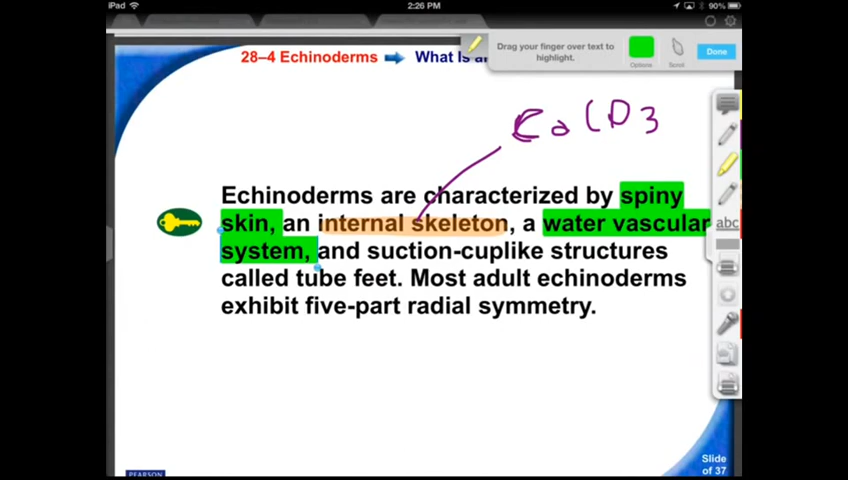 iPad
2:26 PM
90%
28–4 Echinoderms
What Is a
Drag your finger over text to
highlight.
Options
Scroll
Done
CaCO3
Echinoderms are characterized by spiny
skin, an internal skeleton, a water vascular
system, and suction-cuplike structures
called tube feet. Most adult echinoderms
exhibit five-part radial symmetry.
abc
Slide
of 37
PEARSON